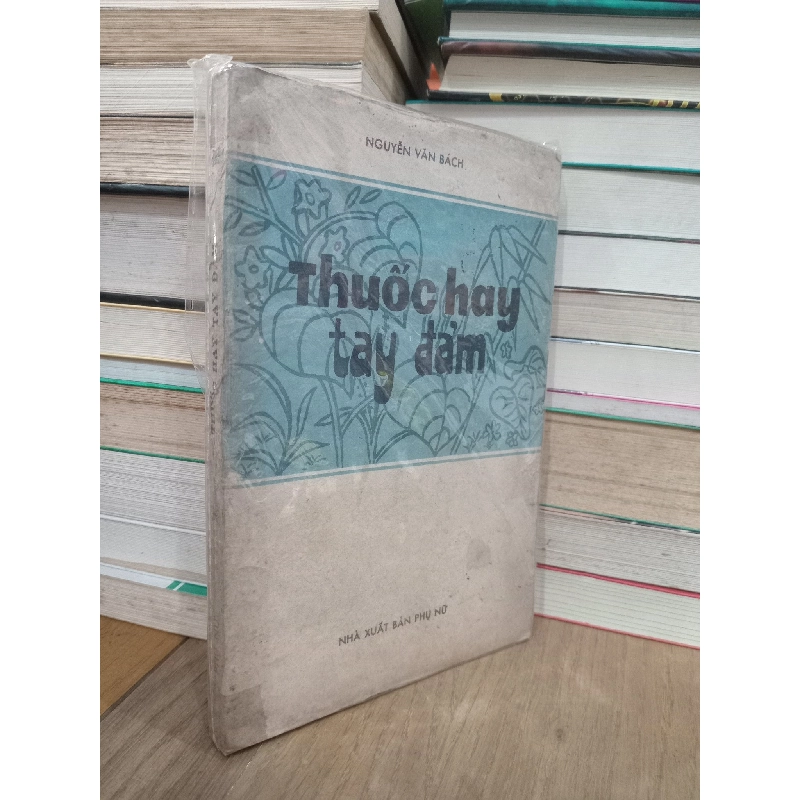 NGUYỄN VĂN BÁCH
Thuốc hay
tay đảm
NHÀ XUẤT BẢN PHỤ NỮ